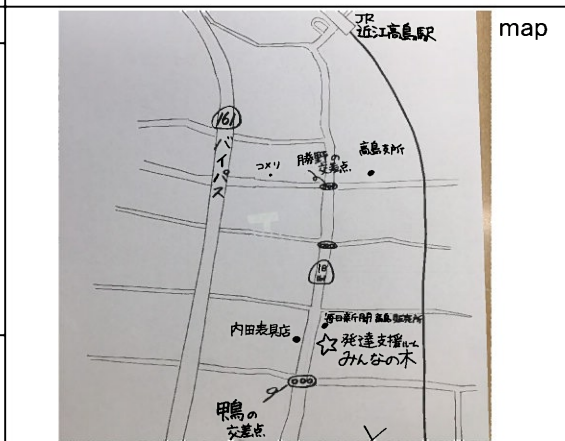 map
JR
近江高島駅
161
バイパス
コメリ
勝野の
交差点
高島支所
毎日新聞高島販売所
内田表具店
発達支援ルーム
みんなの木
鴨の
交差点